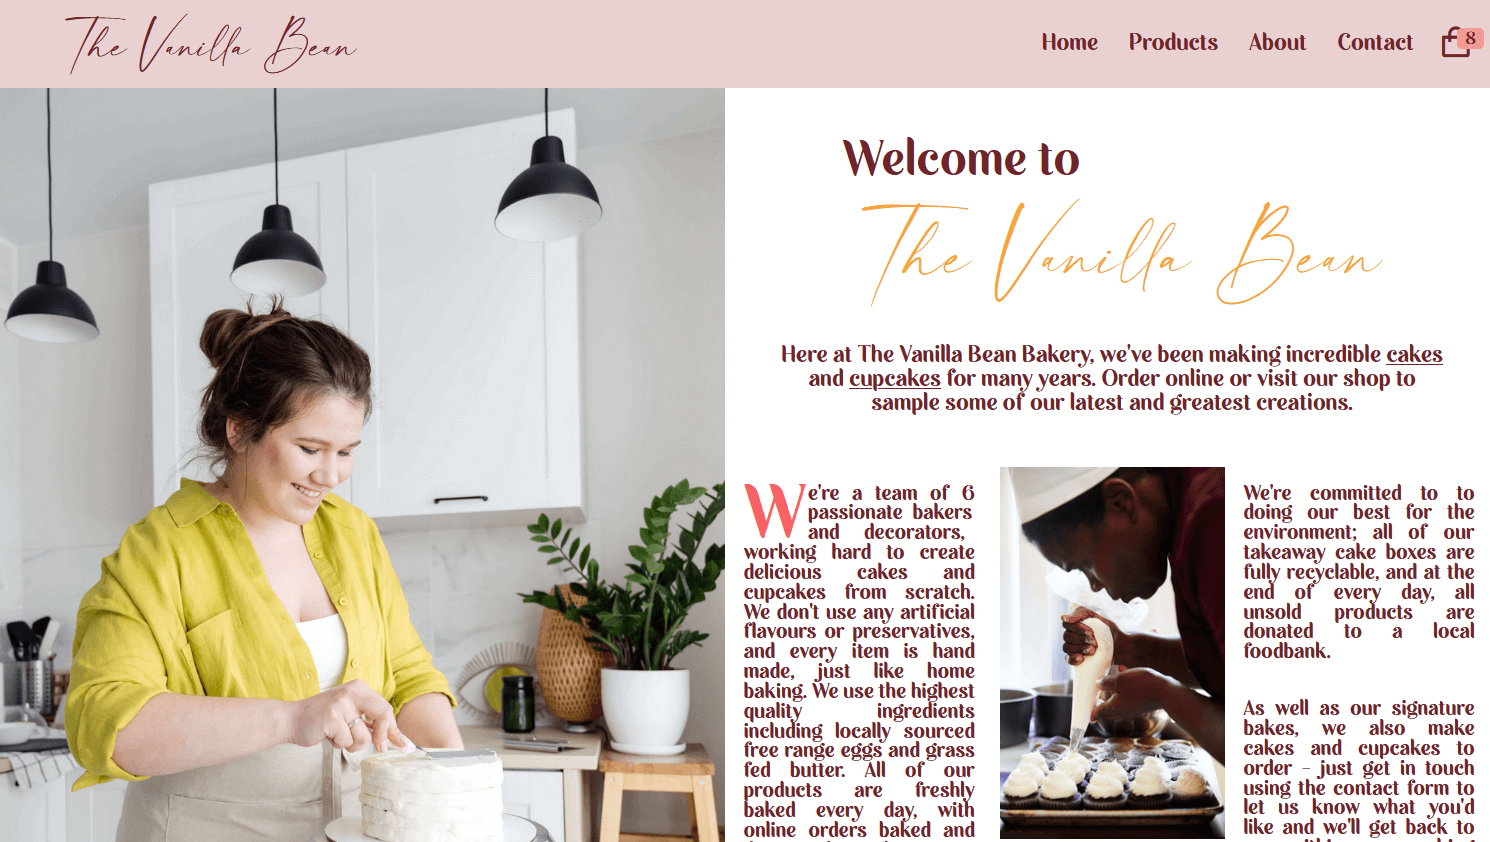 The Vanilla Bean
Home Products About Contact 8
Welcome to
The Vanilla Bean
Here at The Vanilla Bean Bakery, we've been making incredible cakes
and cupcakes for many years. Order online or visit our shop to
sample some of our latest and greatest creations.
We're a team of 6
passionate bakers
and decorators,
working hard to create
delicious cakes and
cupcakes from scratch.
We don't use any artificial
flavours or preservatives,
and every item is hand
made, just like home
baking. We use the highest
quality ingredients
including locally sourced
free range eggs and grass
fed butter. All of our
products are freshly
baked every day, with
online orders baked and
We're committed to to
doing our best for the
environment; all of our
takeaway cake boxes are
fully recyclable, and at the
end of every day, all
unsold products are
donated to a local
foodbank.
As well as our signature
bakes, we also make
cakes and cupcakes to
order - just get in touch
using the contact form to
let us know what you'd
like and we'll get back to